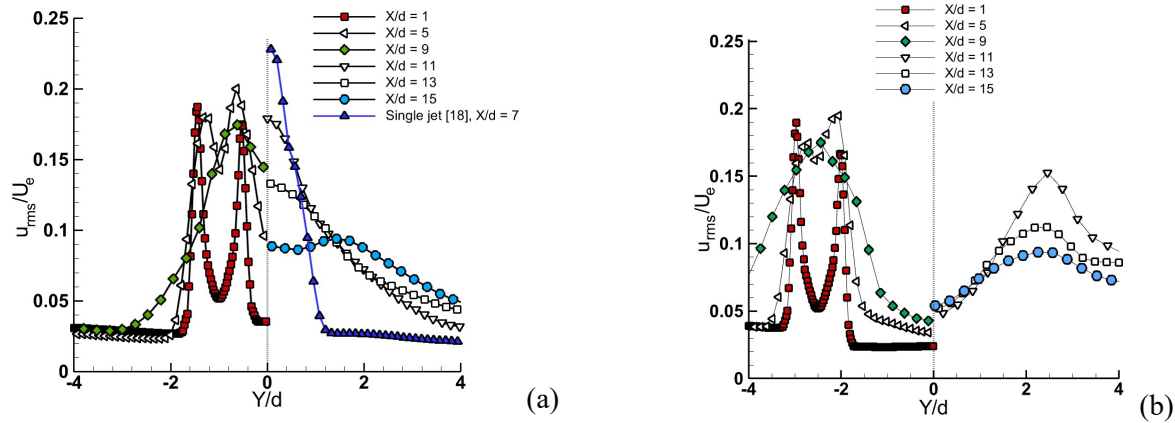 0.25
0.2
0.15
0.1
0.05
0
u_rms/U_e
-4
-2
0
2
4
Y/d
X/d = 1
X/d = 5
X/d = 9
X/d = 11
X/d = 13
X/d = 15
Single jet [18], X/d = 7
(a)
0.25
0.2
0.15
0.1
0.05
0
u_rms/U_e
-4
-2
0
2
4
Y/d
X/d = 1
X/d = 5
X/d = 9
X/d = 11
X/d = 13
X/d = 15
(b)